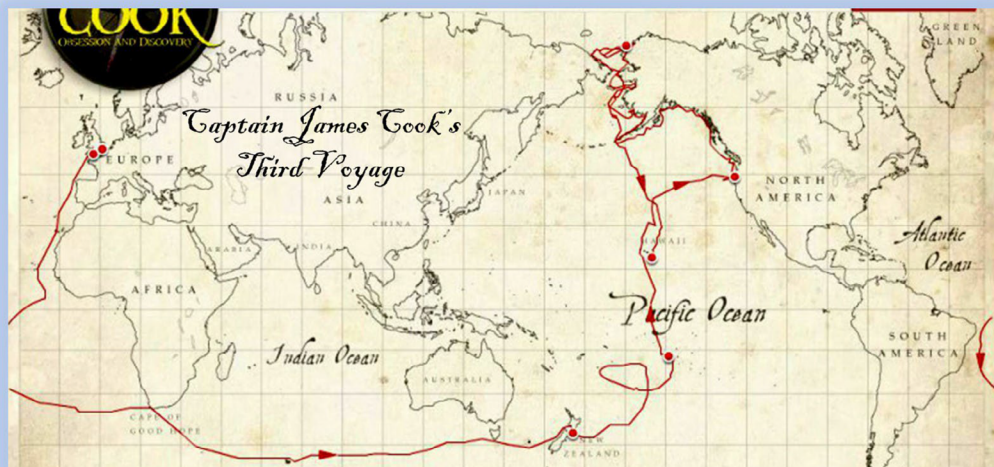 COOK
OBSESSION AND DISCOVERY
GREEN
LAND
RUSSIA
Captain James Cook's
Third Voyage
EUROPE
ASIA
JAPAN
NORTH
AMERICA
CHINA
ARABIA
INDIA
HAWAII
Atlantic
Ocean
AFRICA
Pacific Ocean
Indian Ocean
SOUTH
AMERICA
AUSTRALIA
CAPE OF
GOOD HOPE
NEW
ZEALAND